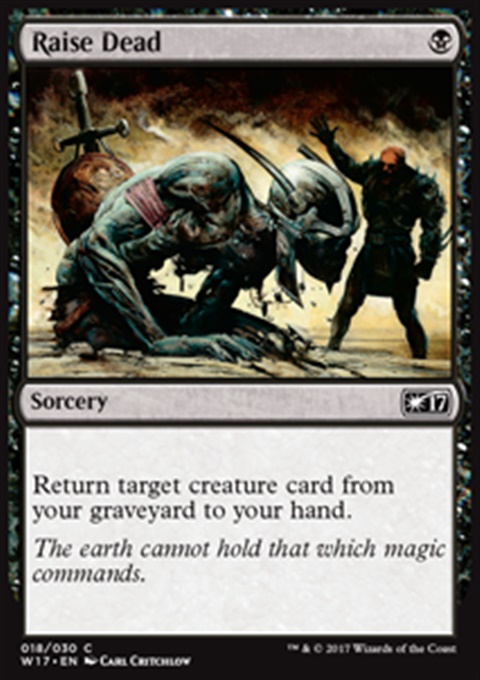 Raise Dead
Sorcery
17
Return target creature card from
your graveyard to your hand.
The earth cannot hold that which magic
commands.
018/030 C
W17 • EN Carl Critchlow
™ & © 2017 Wizards of the Coast